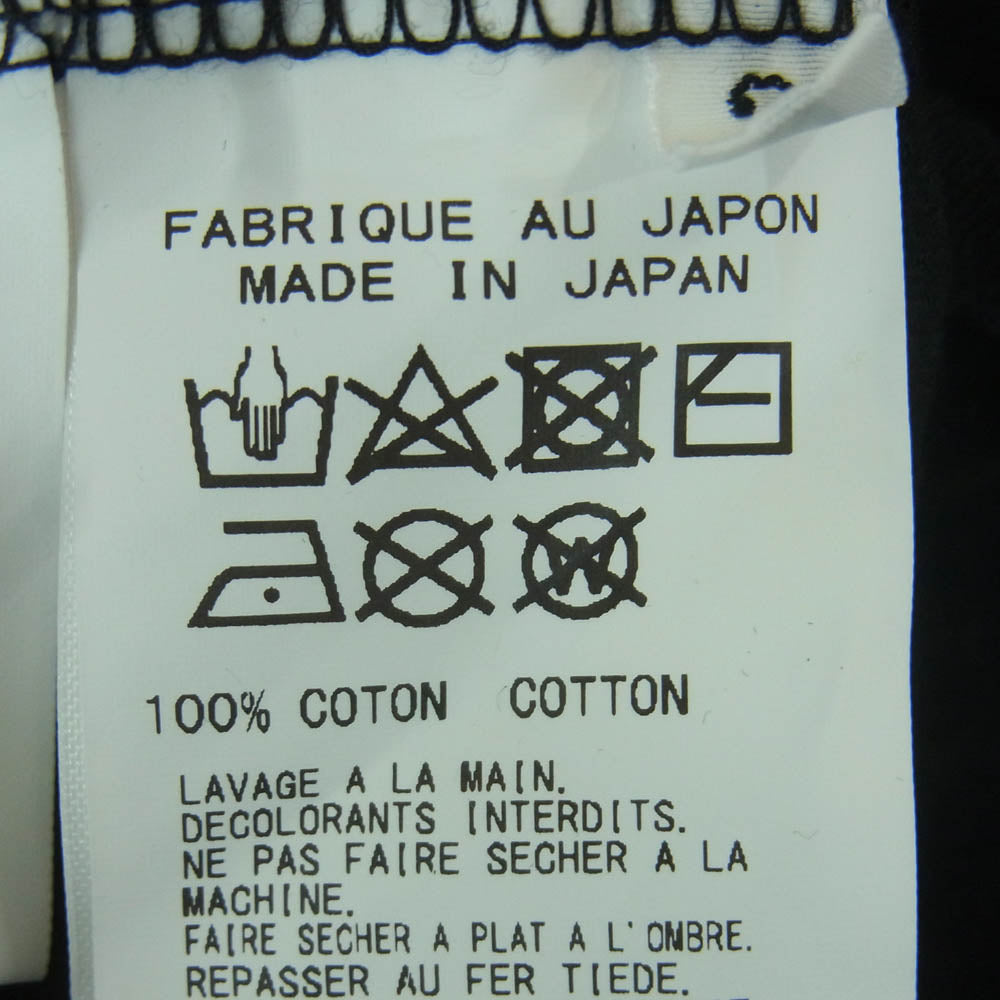 FABRIQUE AU JAPON
MADE IN JAPAN
W
100% COTON COTTON
LAVAGE A LA MAIN.
DECOLORANTS INTERDITS.
NE PAS FAIRE SECHER A LA
MACHINE.
FAIRE SECHER A PLAT A L'OMBRE.
REPASSER AU FER TIEDE.